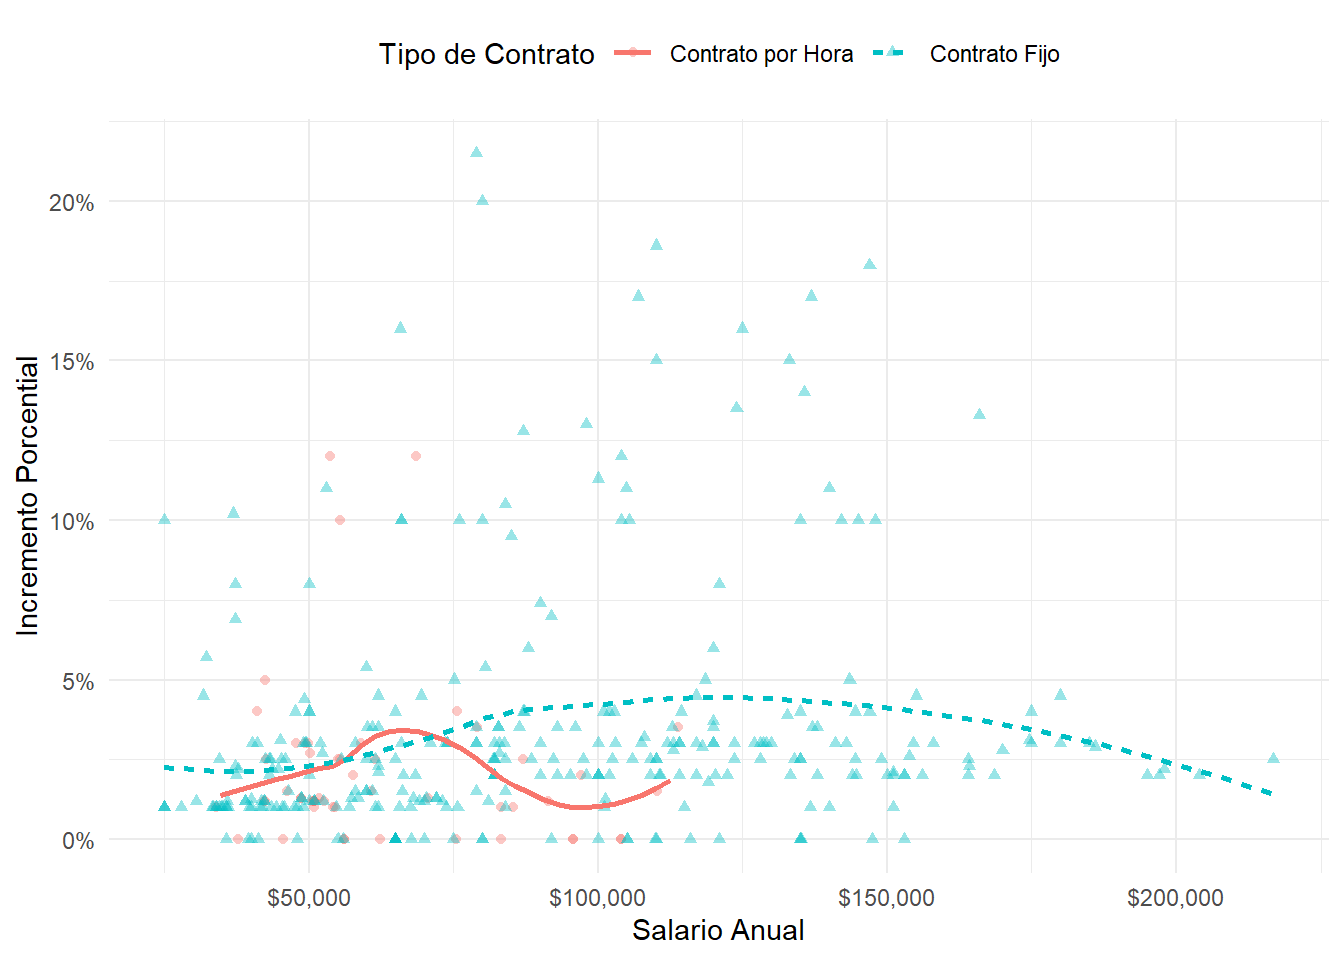 Tipo de Contrato Contrato por Hora Contrato Fijo
20%
15%
10%
5%
0%
Incremento Porcential
$50,000 $100,000 $150,000 $200,000
Salario Anual